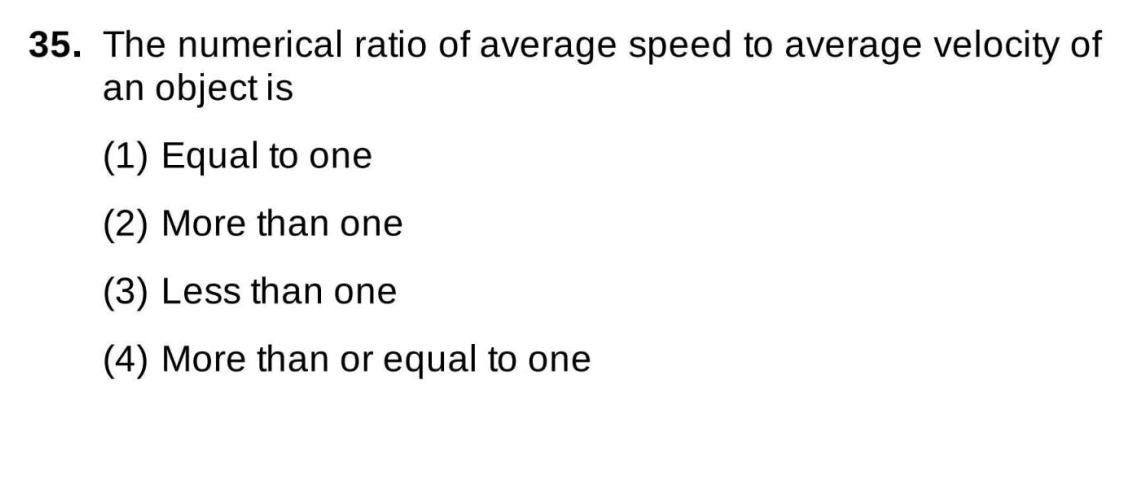 35. The numerical ratio of average speed to average velocity of
an object is
(1) Equal to one
(2) More than one
(3) Less than one
(4) More than or equal to one